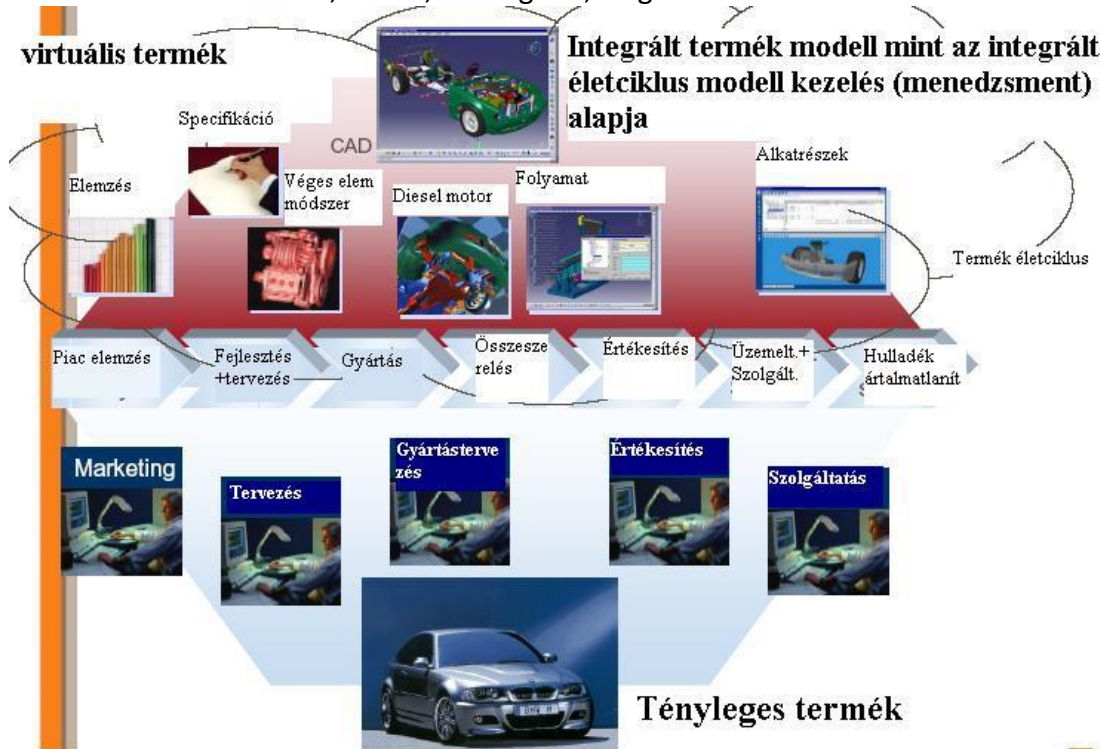 virtuális termék
Integrált termék modell mint az integrált
életciklus modell kezelés (menedzsment)
alapja
Specifikáció
CAD
Alkatrészek
Elemzés
Véges elem
módszer
Diesel motor
Folyamat
Termék életciklus
Piac elemzés
Fejlesztés
+tervezés
Gyártás
Összesze
relés
Értékesítés
Üzemelt.+
Szolgált.
Hulladék
ártalmatlanít
Marketing
Tervezés
Gyártásterve
zés
Értékesítés
Szolgáltatás
Tényleges termék